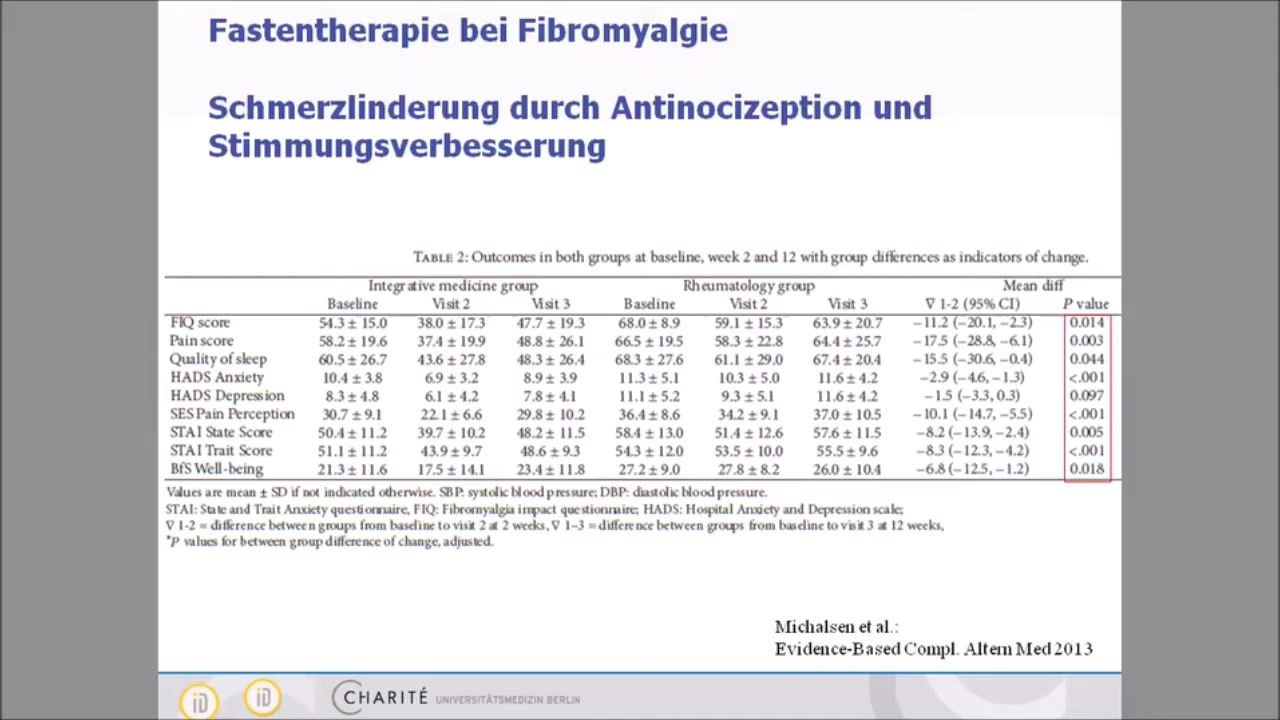 Fastentherapie bei Fibromyalgie
Schmerzlinderung durch Antinocizeption und
Stimmungsverbesserung
TABLE 2: Outcomes in both groups at baseline, week 2 and 12 with group differences as indicators of change.
Integrative medicine group Rheumatology group Mean diff
Baseline Visit 2 Visit 3 Baseline Visit 2 Visit 3 ∇ 1-2 (95% CI) P value
FIQ score 54.3 ± 15.0 38.0 ± 17.3 47.7 ± 19.3 68.0 ± 8.9 59.1 ± 15.3 63.9 ± 20.7 −11.2 (−20.1, −2.3) 0.014
Pain score 58.2 ± 19.6 37.4 ± 19.9 48.8 ± 26.1 66.5 ± 19.5 58.3 ± 22.8 64.4 ± 25.7 −17.5 (−28.8, −6.1) 0.003
Quality of sleep 60.5 ± 26.7 43.6 ± 27.8 48.3 ± 26.4 68.3 ± 27.6 61.1 ± 29.0 67.4 ± 20.4 −15.5 (−30.6, −0.4) 0.044
HADS Anxiety 10.4 ± 3.8 6.9 ± 3.2 8.9 ± 3.9 11.3 ± 5.1 10.3 ± 5.0 11.6 ± 4.2 −2.9 (−4.6, −1.3) <.001
HADS Depression 8.3 ± 4.8 6.1 ± 4.2 7.8 ± 4.1 11.1 ± 5.2 9.3 ± 5.1 11.6 ± 4.2 −1.5 (−3.3, 0.3) 0.097
SES Pain Perception 30.7 ± 9.1 22.1 ± 6.6 29.8 ± 10.2 36.4 ± 8.6 34.2 ± 9.1 37.0 ± 10.5 −10.1 (−14.7, −5.5) <.001
STAI State Score 50.4 ± 11.2 39.7 ± 10.2 48.2 ± 11.5 58.4 ± 13.0 51.4 ± 12.6 57.6 ± 11.5 −8.2 (−13.9, −2.4) 0.005
STAI Trait Score 51.1 ± 11.2 43.9 ± 9.7 48.6 ± 9.3 54.3 ± 12.0 53.5 ± 10.0 55.5 ± 9.6 −8.3 (−12.3, −4.2) <.001
BfS Well-being 21.3 ± 11.6 17.5 ± 14.1 23.4 ± 11.8 27.2 ± 9.0 27.8 ± 8.2 26.0 ± 10.4 −6.8 (−12.5, −1.2) 0.018
Values are mean ± SD if not indicated otherwise. SBP: systolic blood pressure; DBP: diastolic blood pressure.
STAI: State and Trait Anxiety questionnaire, FIQ: Fibromyalgia impact questionnaire; HADS: Hospital Anxiety and Depression scale;
∇ 1-2 = difference between groups from baseline to visit 2 at 2 weeks, ∇ 1–3 = difference between groups from baseline to visit 3 at 12 weeks,
*P values for between group difference of change, adjusted.
Michalsen et al.:
Evidence-Based Compl. Altern Med 2013
iD iD CHARITÉ UNIVERSITÄTSMEDIZIN BERLIN